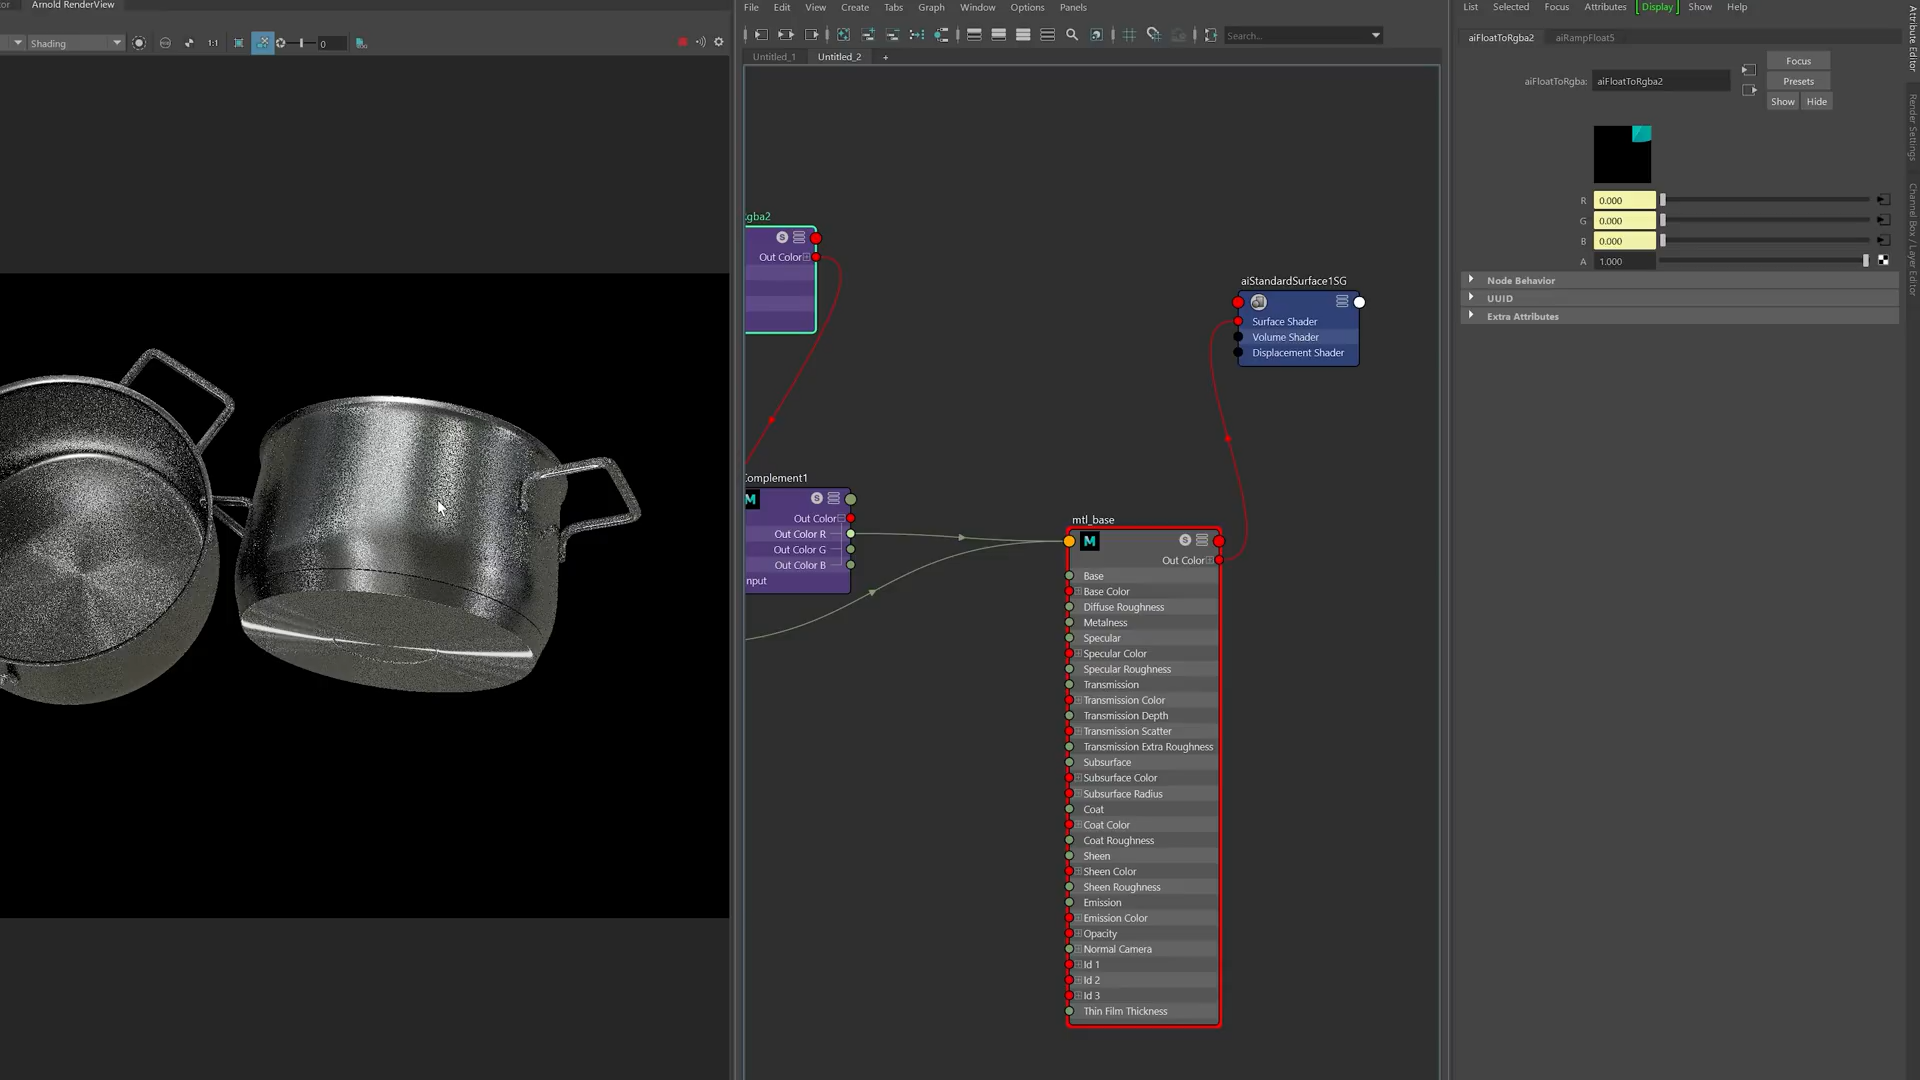 or
Arnold RenderView
Shading
1:1
0
File
Edit
View
Create
Tabs
Graph
Window
Options
Panels
Search...
Untitled_1
Untitled_2
+
gba2
S
Out Color
omplement1
M
S
Out Color
Out Color R
Out Color G
Out Color B
nput
aiStandardSurface1SG
Surface Shader
Volume Shader
Displacement Shader
mtl_base
M
S
Out Color
Base
Base Color
Diffuse Roughness
Metalness
Specular
Specular Color
Specular Roughness
Transmission
Transmission Color
Transmission Depth
Transmission Scatter
Transmission Extra Roughness
Subsurface
Subsurface Color
Subsurface Radius
Coat
Coat Color
Coat Roughness
Sheen
Sheen Color
Sheen Roughness
Emission
Emission Color
Opacity
Normal Camera
Id 1
Id 2
Id 3
Thin Film Thickness
List
Selected
Focus
Attributes
Display
Show
Help
aiFloatToRgba2
aiRampFloat5
aiFloatToRgba:
aiFloatToRgba2
Focus
Presets
Show
Hide
R
0.000
G
0.000
B
0.000
A
1.000
Node Behavior
UUID
Extra Attributes
Attribute Editor
Render Settings
Channel Box / Layer Editor